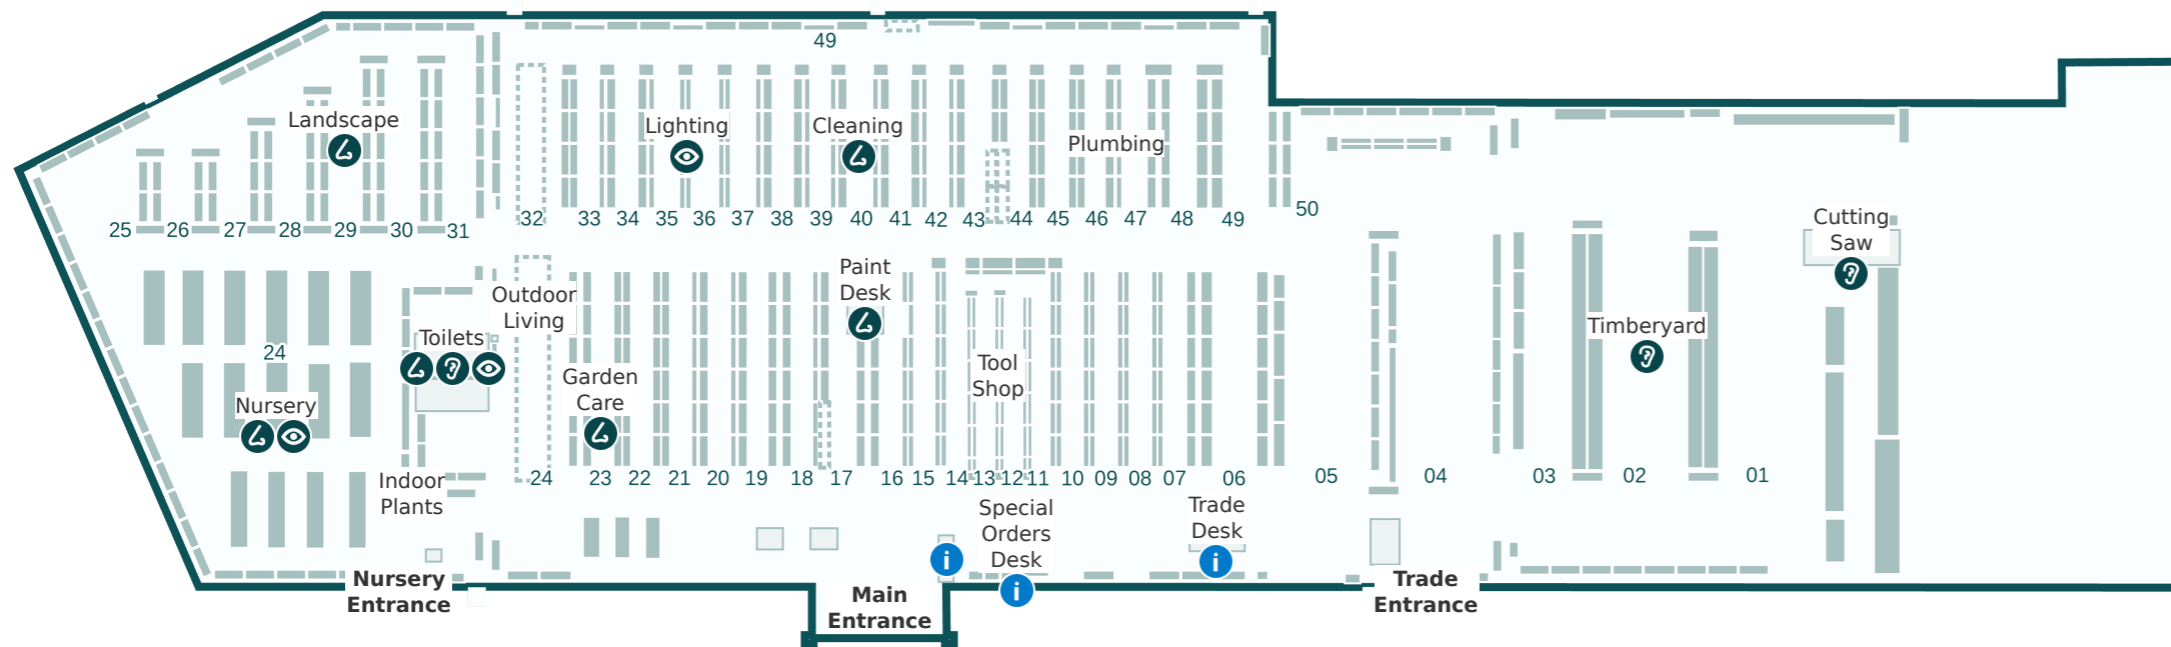 49
Landscape
Lighting
Cleaning
Plumbing
25 26 27 28 29 30 31
32 33 34 35 36 37 38 39 40 41 42 43 44 45 46 47 48 49 50
Cutting
Saw
Paint
Desk
Outdoor
Living
Toilets
24
Timberyard
Tool
Shop
Garden
Care
Nursery
Indoor
Plants
24 23 22 21 20 19 18 17 16 15 14 13 12 11 10 09 08 07 06 05 04 03 02 01
Special
Orders
Desk
i
Trade
Desk
i
i
Nursery
Entrance
Main
Entrance
Trade
Entrance